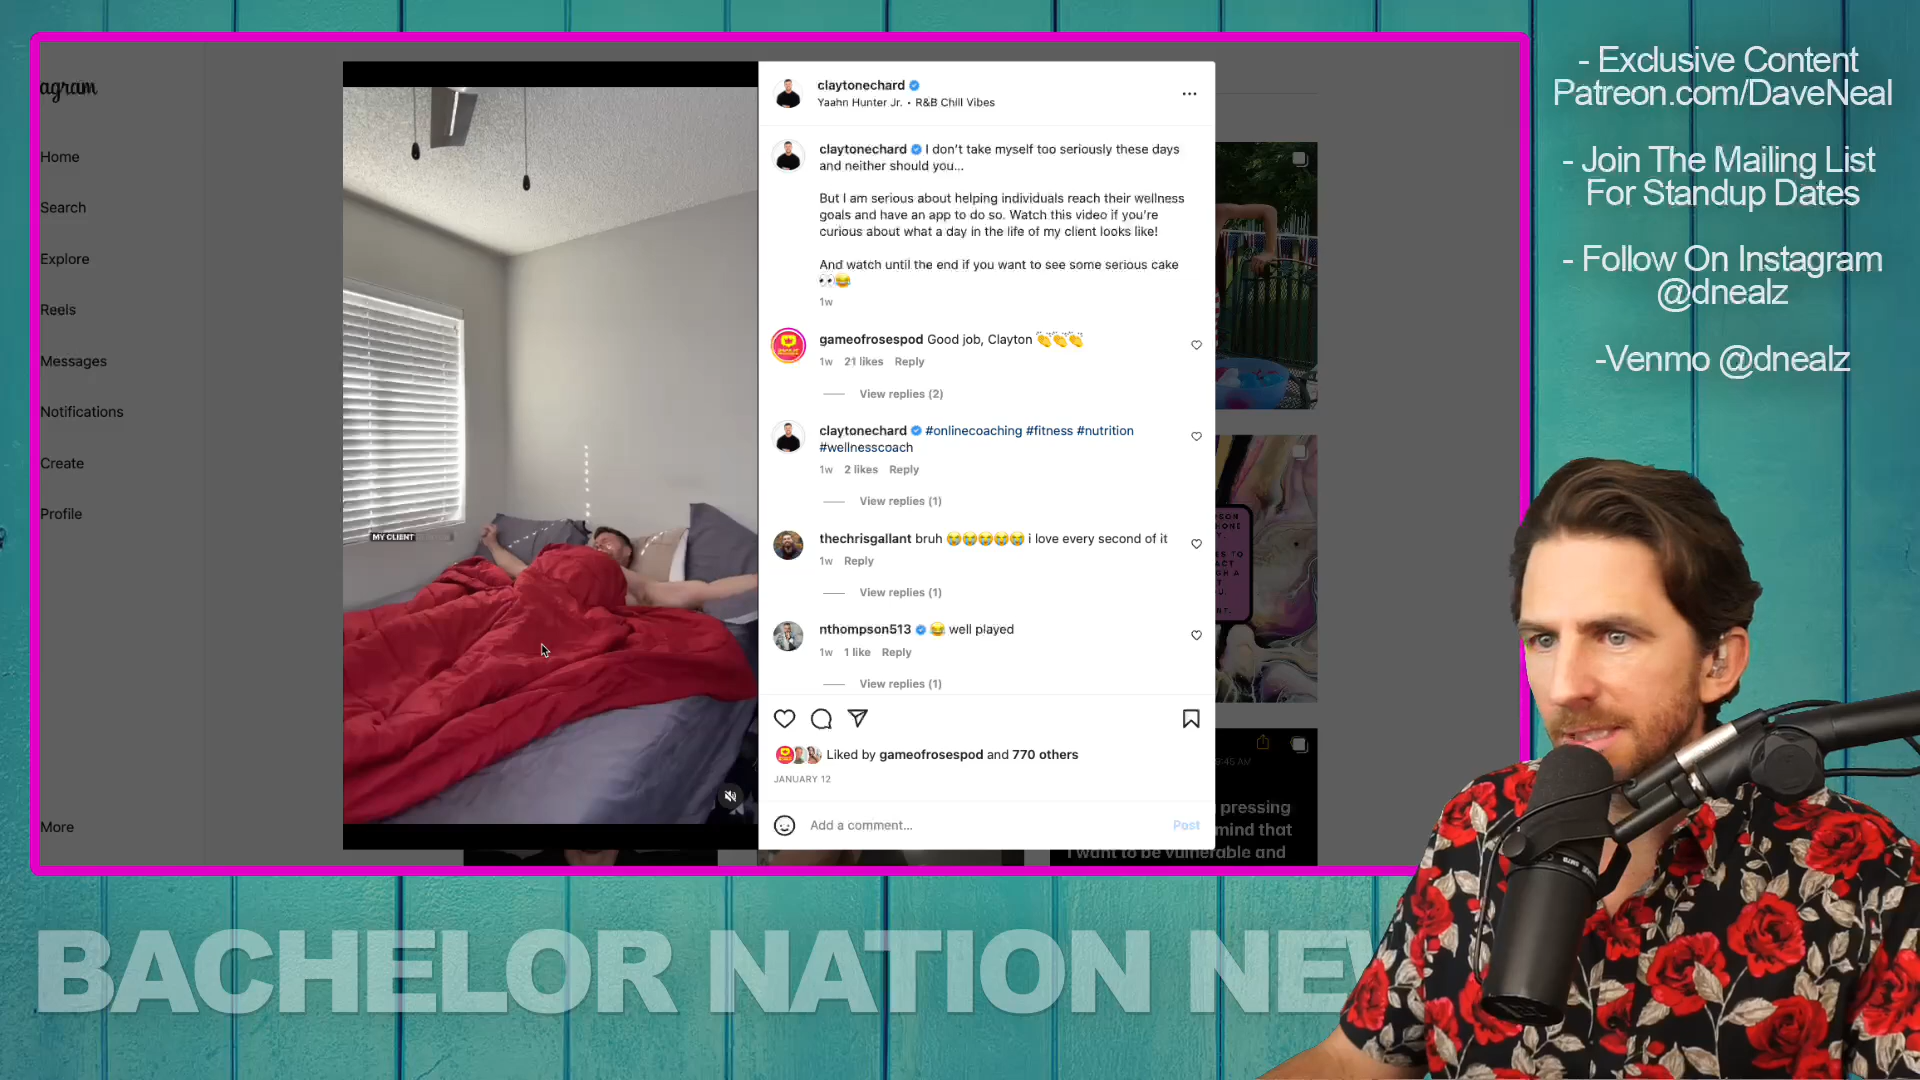 agram
Home
Search
Explore
Reels
Messages
Notifications
Create
Profile
More
MY CLIENT
claytonechard
Yaahn Hunter Jr. • R&B Chill Vibes
claytonechard I don't take myself too seriously these days
and neither should you...
But I am serious about helping individuals reach their wellness
goals and have an app to do so. Watch this video if you're
curious about what a day in the life of my client looks like!
And watch until the end if you want to see some serious cake
👀😂
1w
gameofrosespod Good job, Clayton 👏👏👏
1w 21 likes Reply
View replies (2)
claytonechard #onlinecoaching #fitness #nutrition
#wellnesscoach
1w 2 likes Reply
View replies (1)
thechrisgallant bruh 😭😭😭😭😭 i love every second of it
1w Reply
View replies (1)
nthompson513 😂 well played
1w 1 like Reply
View replies (1)
Liked by gameofrosespod and 770 others
JANUARY 12
Add a comment...
Post
9:45 AM
pressing
mind that
I want to be vulnerable and
- Exclusive Content
Patreon.com/DaveNeal
- Join The Mailing List
For Standup Dates
- Follow On Instagram
@dnealz
-Venmo @dnealz
BACHELOR NATION NEW